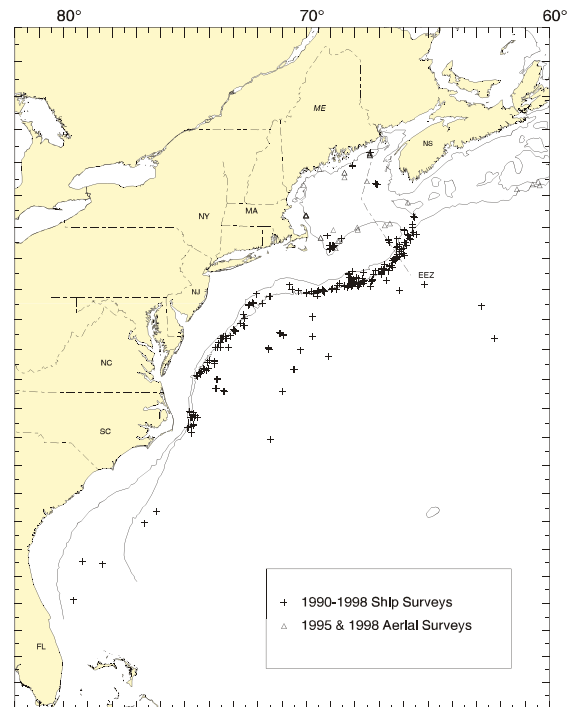 80° 70° 60°
ME
NS
NY MA
EEZ
NJ
NC
SC
1990-1998 Ship Surveys
1995 & 1998 Aerial Surveys
FL